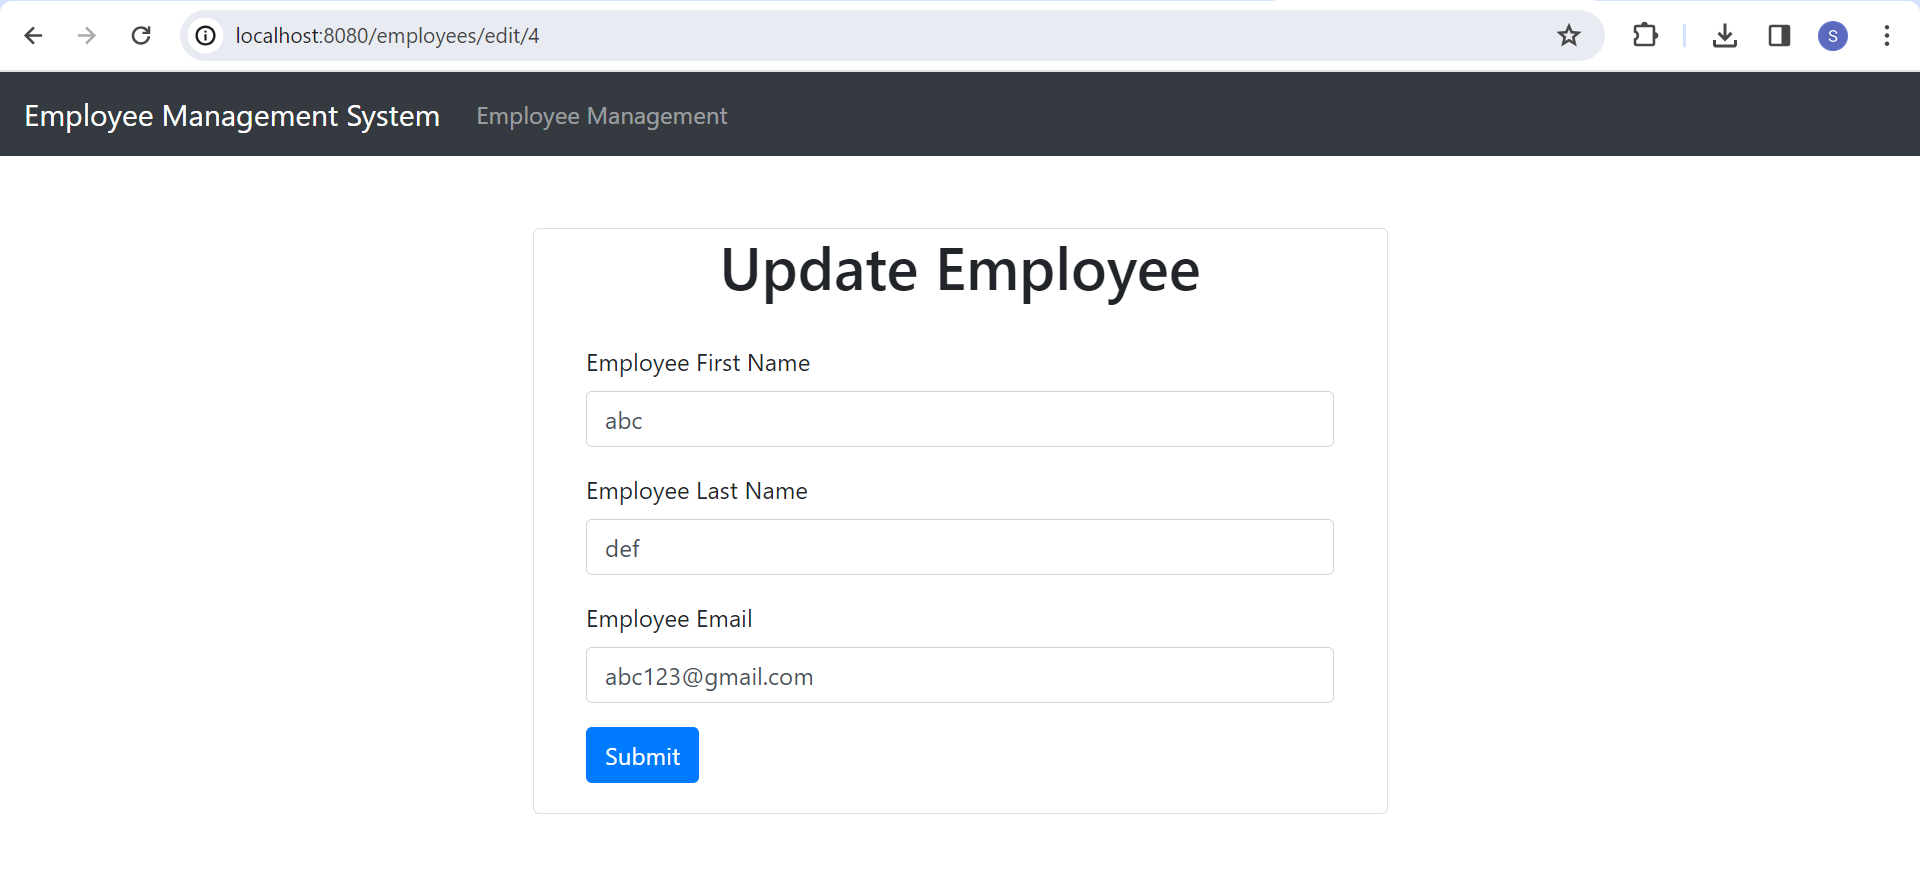 localhost:8080/employees/edit/4
S
Employee Management System Employee Management
Update Employee
Employee First Name
abc
Employee Last Name
def
Employee Email
abc123@gmail.com
Submit